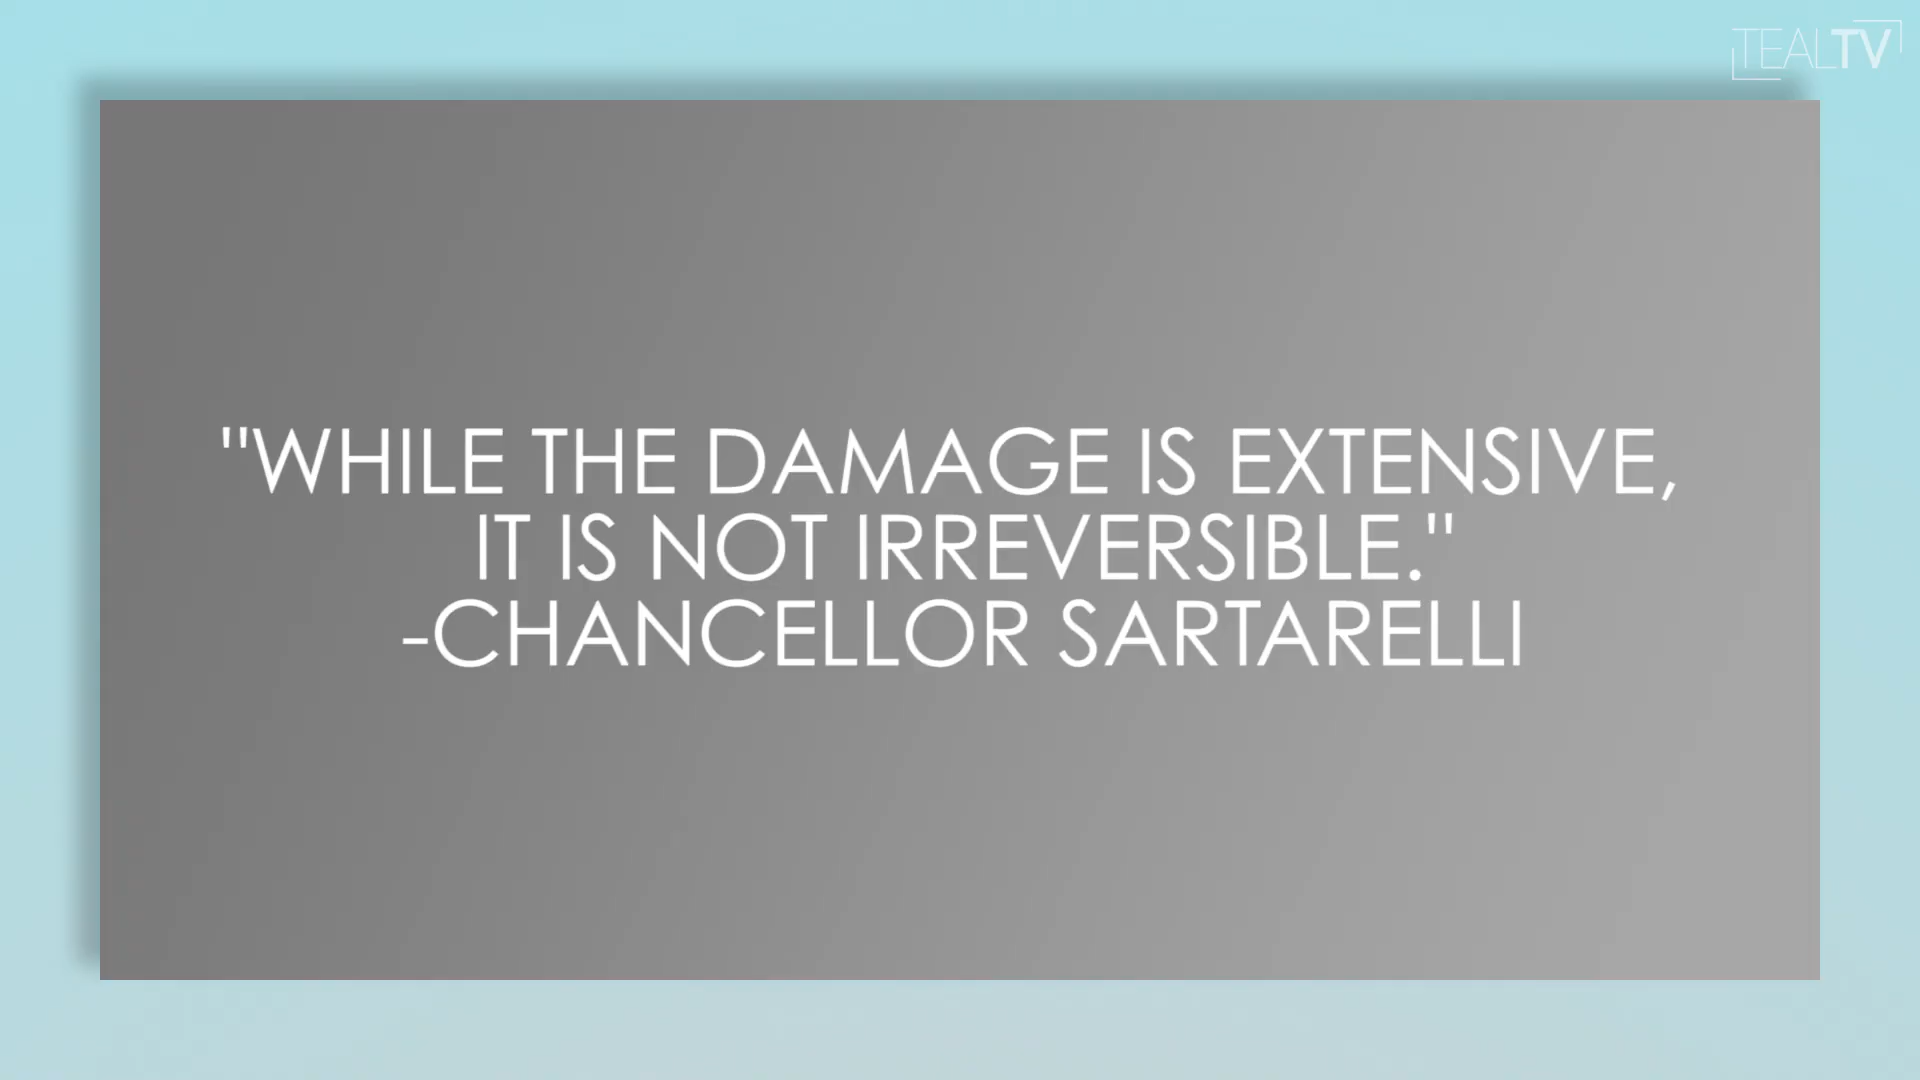 TEALTV
"WHILE THE DAMAGE IS EXTENSIVE,
IT IS NOT IRREVERSIBLE."
-CHANCELLOR SARTARELLI